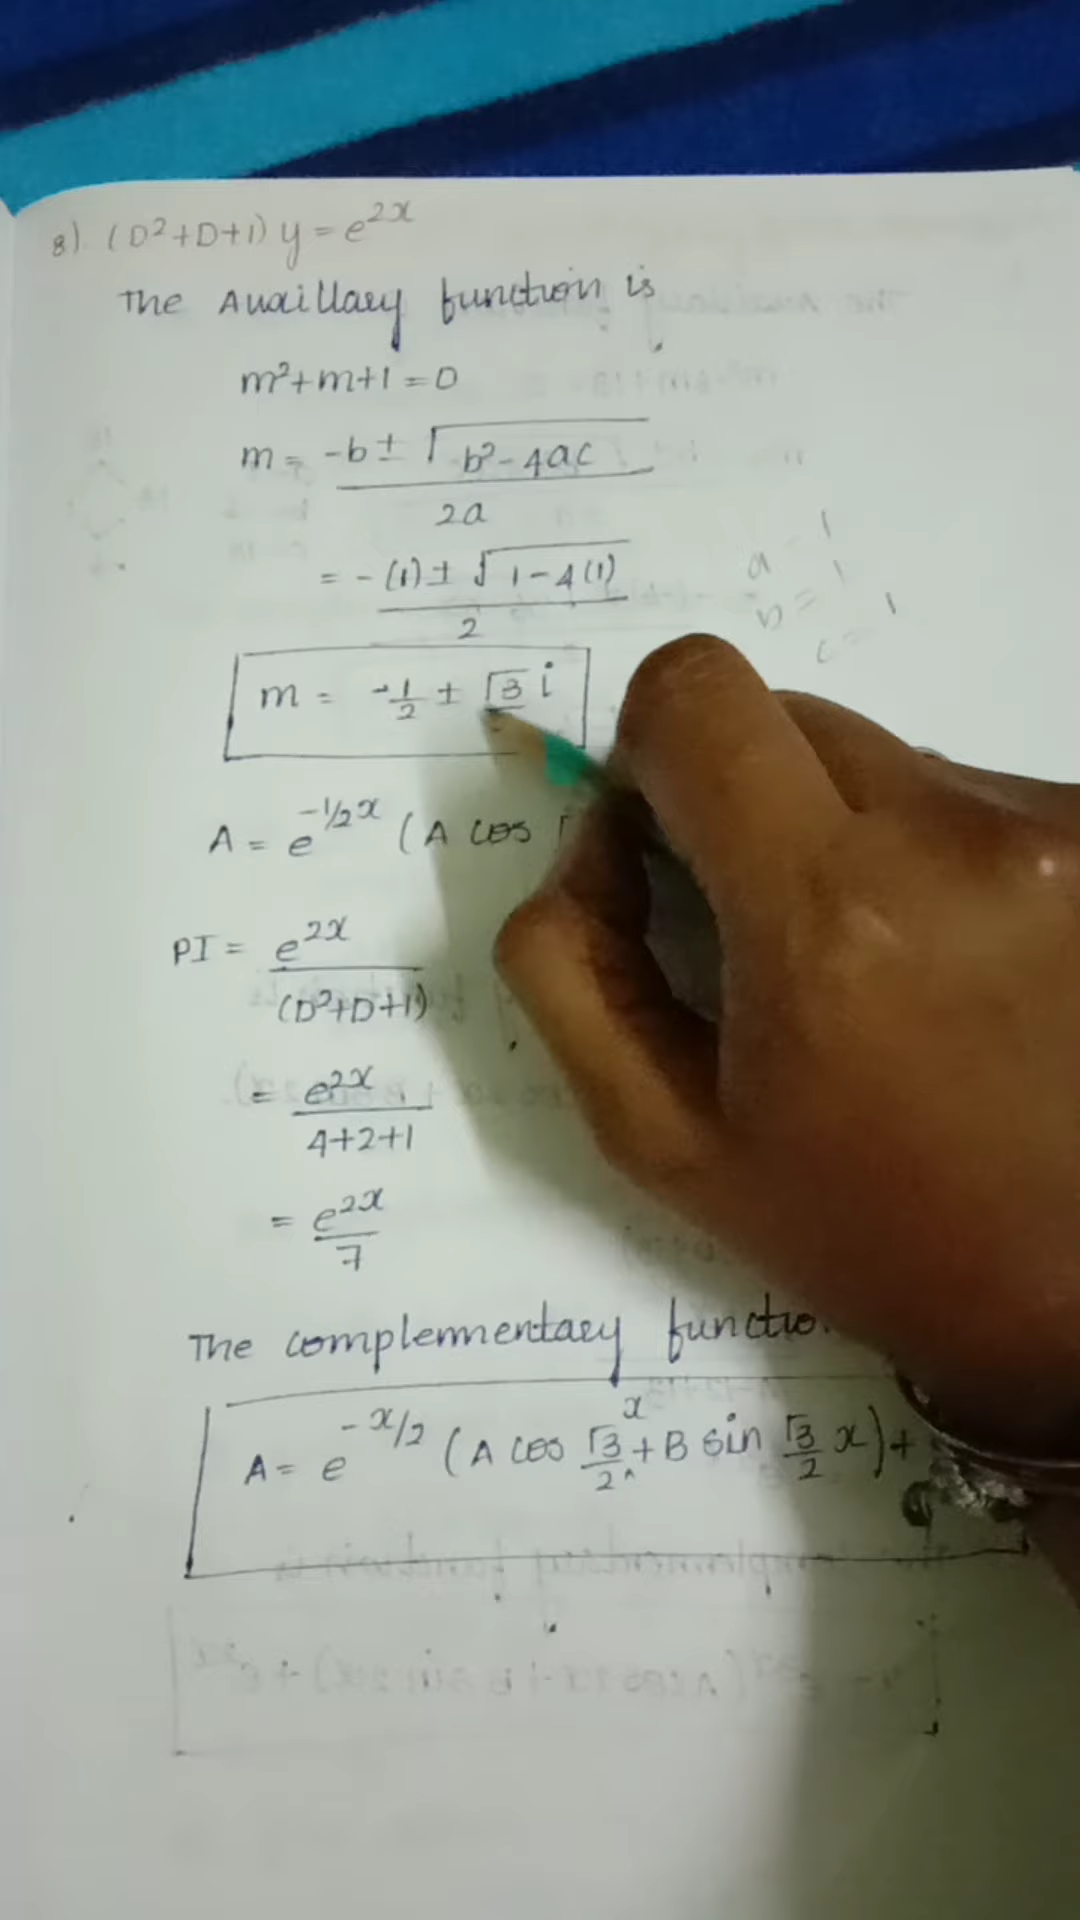 8). (D²+D+1) y = e^2x
The Auxillary function is
m²+m+1=0
m = -b ± √b²-4ac
2a
= -(1) ± √1-4(1)
2
a = 1
b = 1
c = 1
m = -1/2 ± √3 i
A = e^-1/2x (A cos
PI = e^2x
(D²+D+1)
= e^2x
4+2+1
= e^2x
7
The complementary
A = e^-x/2 (A cos √3/2 x + B sin √3/2 x) +